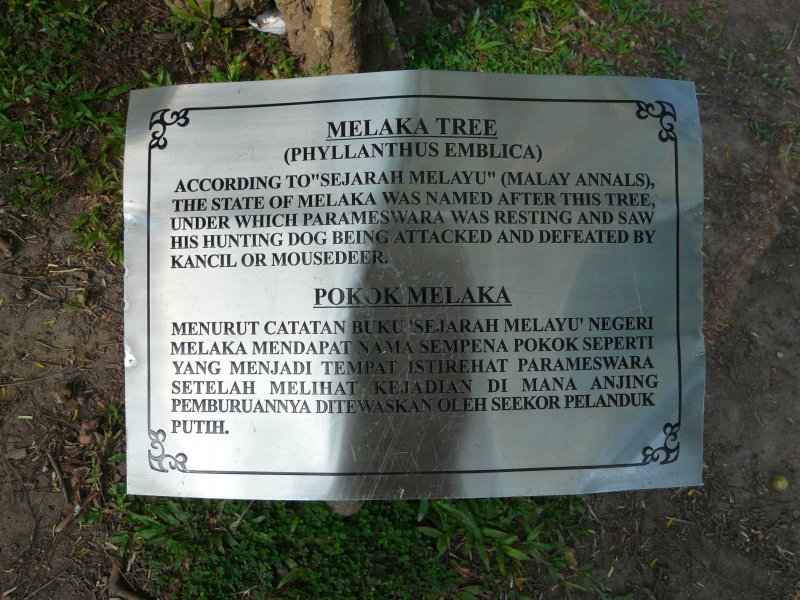 MELAKA TREE
(PHYLLANTHUS EMBLICA)
ACCORDING TO"SEJARAH MELAYU" (MALAY ANNALS),
THE STATE OF MELAKA WAS NAMED AFTER THIS TREE,
UNDER WHICH PARAMESWARA WAS RESTING AND SAW
HIS HUNTING DOG BEING ATTACKED AND DEFEATED BY
KANCIL OR MOUSEDEER.
POKOK MELAKA
MENURUT CATATAN BUKU 'SEJARAH MELAYU' NEGERI
MELAKA MENDAPAT NAMA SEMPENA POKOK SEPERTI
YANG MENJADI TEMPAT ISTIREHAT PARAMESWARA
SETELAH MELIHAT KEJADIAN DI MANA ANJING
PEMBURUANNYA DITEWASKAN OLEH SEEKOR PELANDUK
PUTIH.